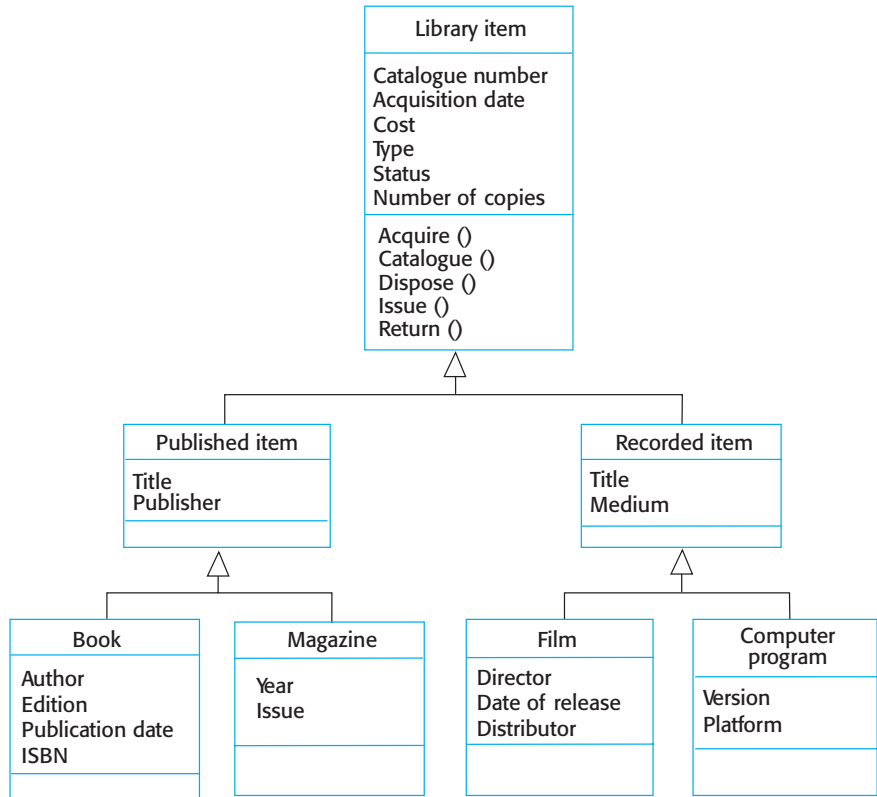 Library item
Catalogue number
Acquisition date
Cost
Type
Status
Number of copies
Acquire ()
Catalogue ()
Dispose ()
Issue ()
Return ()
Published item
Title
Publisher
Recorded item
Title
Medium
Book
Author
Edition
Publication date
ISBN
Magazine
Year
Issue
Film
Director
Date of release
Distributor
Computer
program
Version
Platform